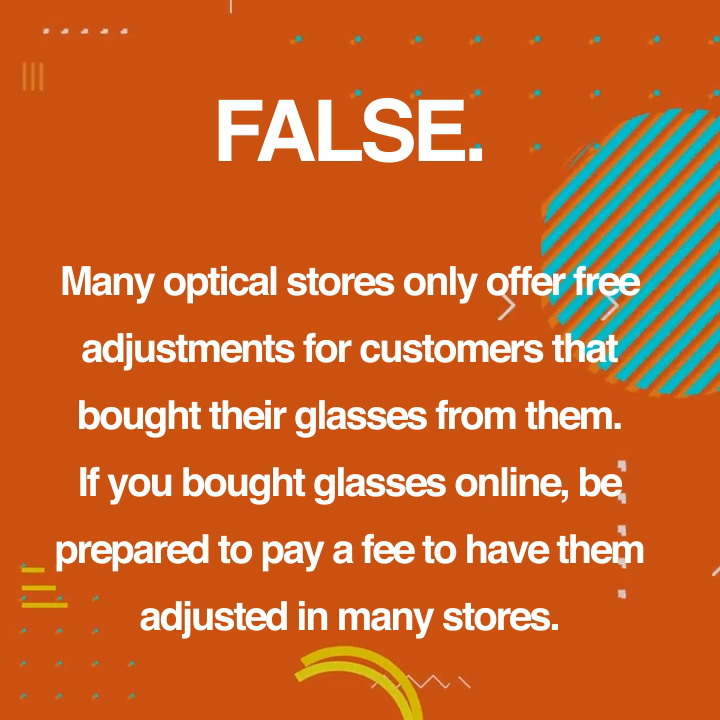 FALSE.
Many optical stores only offer free
adjustments for customers that
bought their glasses from them.
If you bought glasses online, be
prepared to pay a fee to have them
adjusted in many stores.